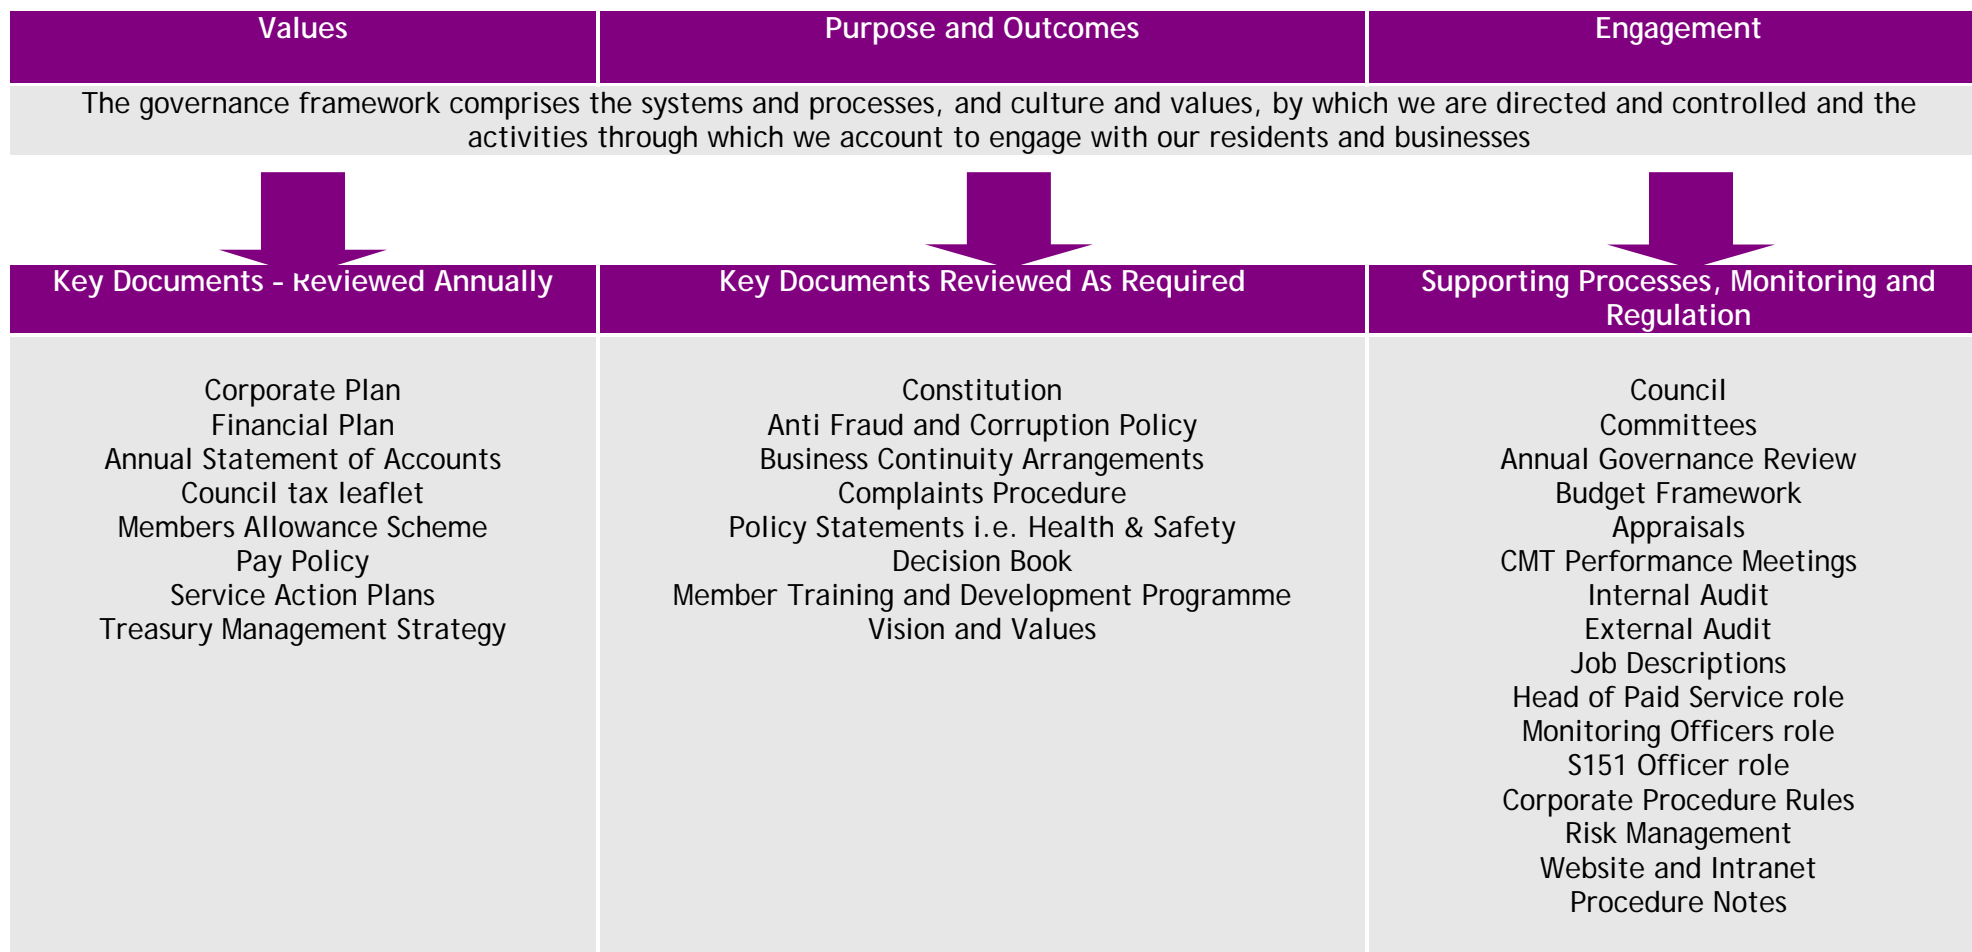 Values
Purpose and Outcomes
Engagement
The governance framework comprises the systems and processes, and culture and values, by which we are directed and controlled and the
activities through which we account to engage with our residents and businesses
Key Documents - Reviewed Annually
Key Documents Reviewed As Required
Supporting Processes, Monitoring and
Regulation
Corporate Plan
Financial Plan
Annual Statement of Accounts
Council tax leaflet
Members Allowance Scheme
Pay Policy
Service Action Plans
Treasury Management Strategy
Constitution
Anti Fraud and Corruption Policy
Business Continuity Arrangements
Complaints Procedure
Policy Statements i.e. Health & Safety
Decision Book
Member Training and Development Programme
Vision and Values
Council
Committees
Annual Governance Review
Budget Framework
Appraisals
CMT Performance Meetings
Internal Audit
External Audit
Job Descriptions
Head of Paid Service role
Monitoring Officers role
S151 Officer role
Corporate Procedure Rules
Risk Management
Website and Intranet
Procedure Notes